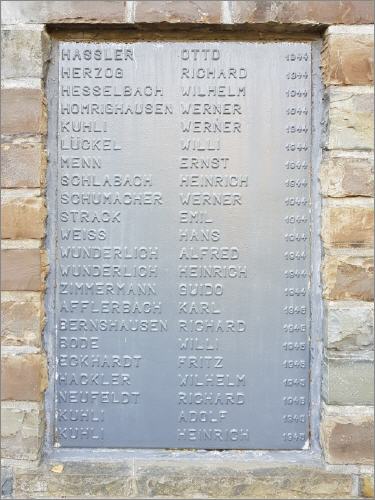 HASSLER OTTO 1944
HERZOG RICHARD 1944
HESSELBACH WILHELM 1944
HOMRIGHAUSEN WERNER 1944
KUHLI WERNER 1944
LÜCKEL WILLI 1944
MENN ERNST 1944
SCHLABACH HEINRICH 1944
SCHUMACHER WERNER 1944
STRACK EMIL 1944
WEISS HANS 1944
WUNDERLICH ALFRED 1944
WUNDERLICH HEINRICH 1944
ZIMMERMANN GUIDO 1944
AFFLERBACH KARL 1945
BERNSHAUSEN RICHARD 1945
BODE WILLI 1945
EGKHARDT FRITZ 1945
HACKLER WILHELM 1945
NEUFELDT RICHARD 1945
KUHLI ADOLF 1945
KUHLI HEINRICH 1945